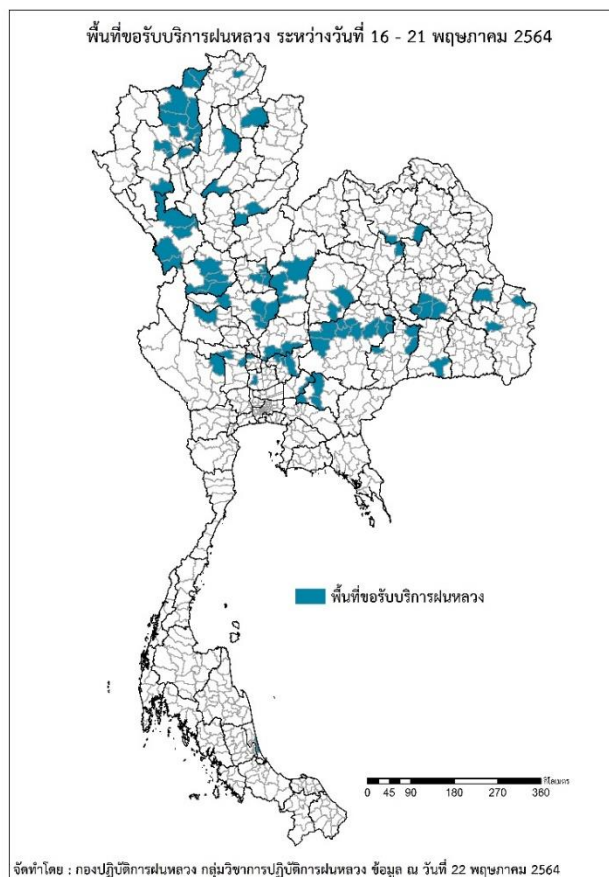 พื้นที่ขอรับบริการฝนหลวง ระหว่างวันที่ 16 - 21 พฤษภาคม 2564
พื้นที่ขอรับบริการฝนหลวง
กิโลเมตร
0 45 90 180 270 360
จัดทำโดย : กองปฏิบัติการฝนหลวง กลุ่มวิชาการปฏิบัติการฝนหลวง ข้อมูล ณ วันที่ 22 พฤษภาคม 2564